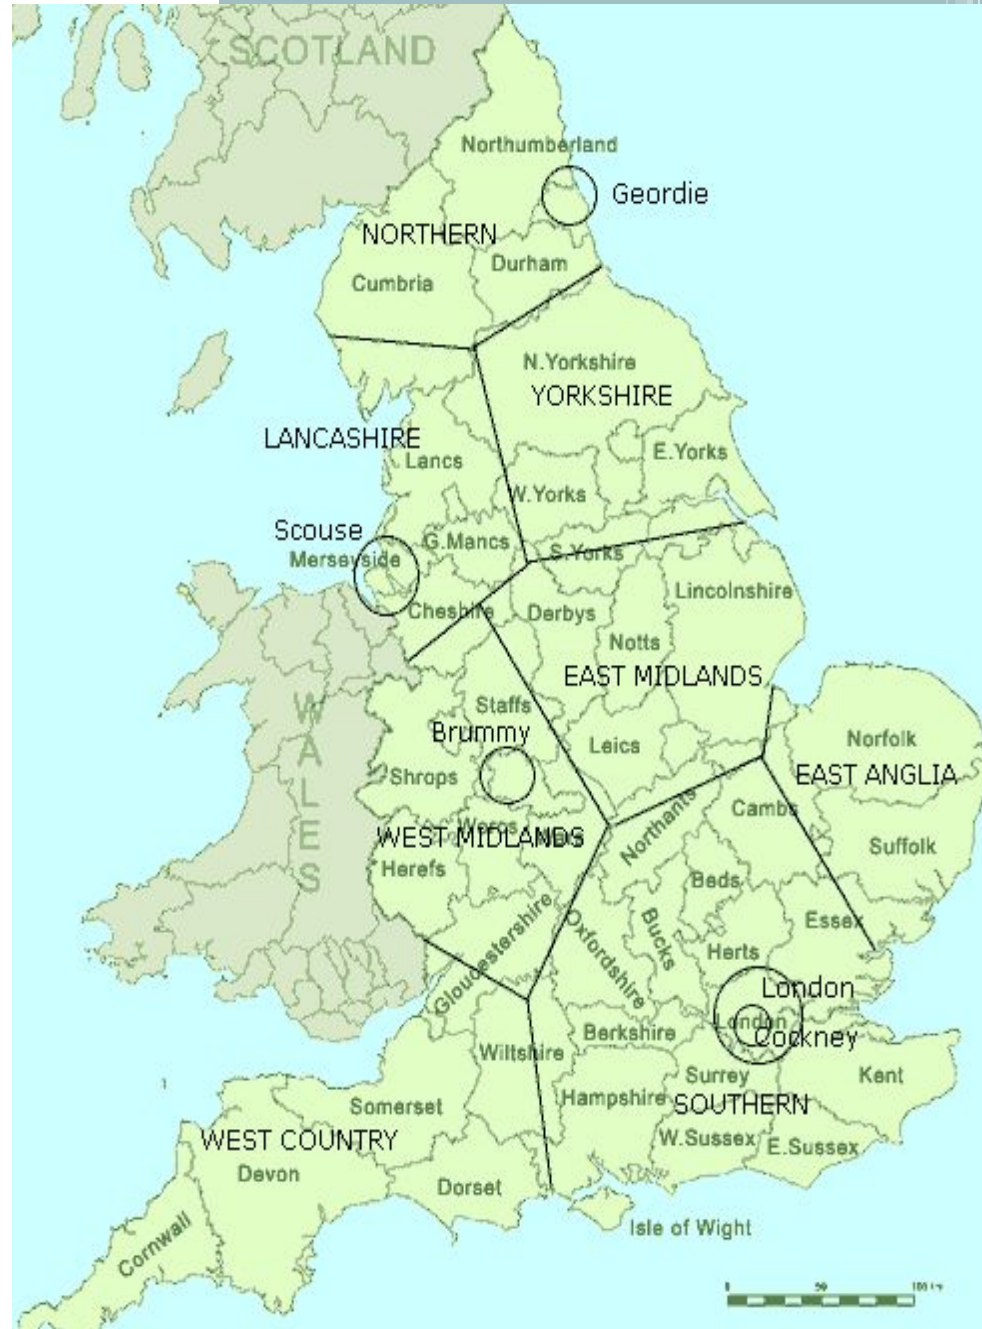 SCOTLAND
Northumberland
Geordie
NORTHERN
Durham
Cumbria
N.Yorkshire
YORKSHIRE
LANCASHIRE
Lancs
E.Yorks
W.Yorks
Scouse
G.Mancs
S.Yorks
Merseyside
Cheshire
Derbys
Lincolnshire
Notts
EAST MIDLANDS
WALES
Staffs
Brummy
Leics
Norfolk
Shrops
EAST ANGLIA
Cambs
Northants
Worcs
WEST MIDLANDS
Herefs
Suffolk
Beds
Essex
Gloucestershire
Oxfordshire
Bucks
Herts
London
London
Cockney
Berkshire
Wiltshire
Surrey
Kent
Hampshire
SOUTHERN
Somerset
WEST COUNTRY
W.Sussex
E.Sussex
Devon
Dorset
Isle of Wight
Cornwall